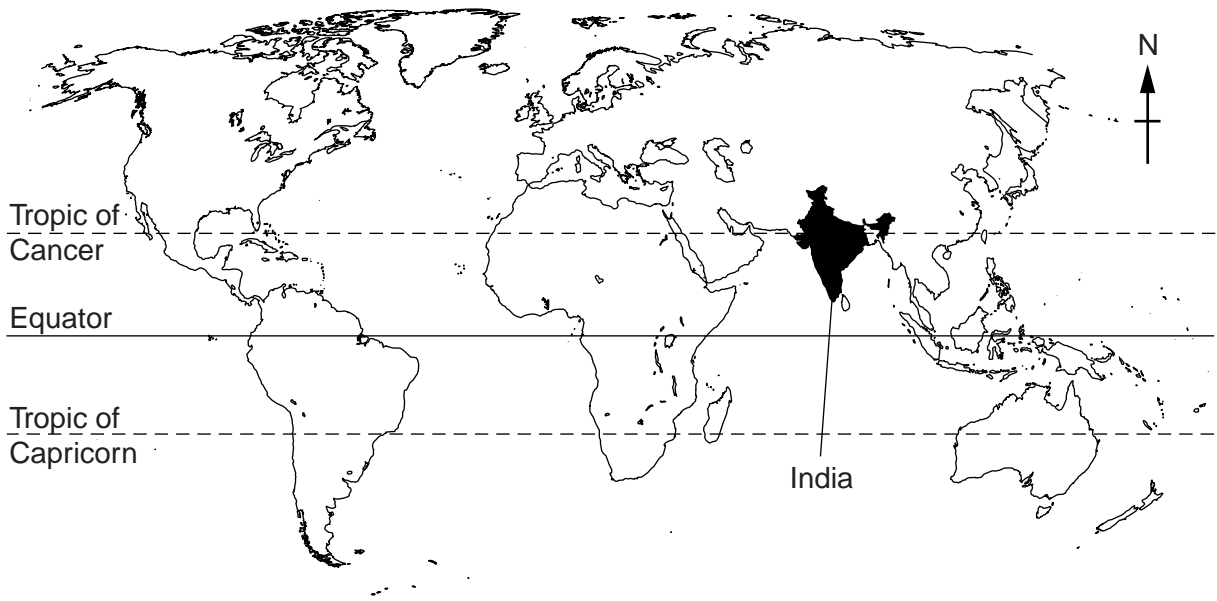 N
Tropic of
Cancer
Equator
Tropic of
Capricorn
India